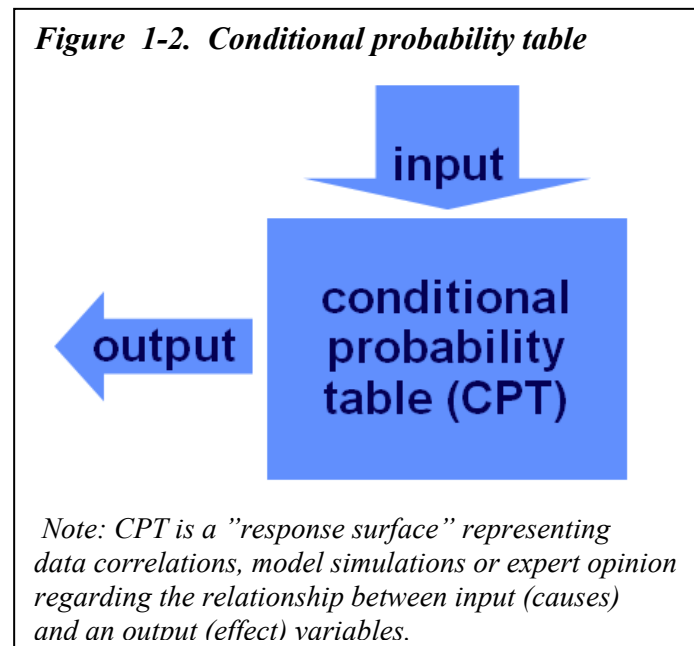 Figure 1-2. Conditional probability table
input
conditional
probability
table (CPT)
output
Note: CPT is a ”response surface” representing
data correlations, model simulations or expert opinion
regarding the relationship between input (causes)
and an output (effect) variables.